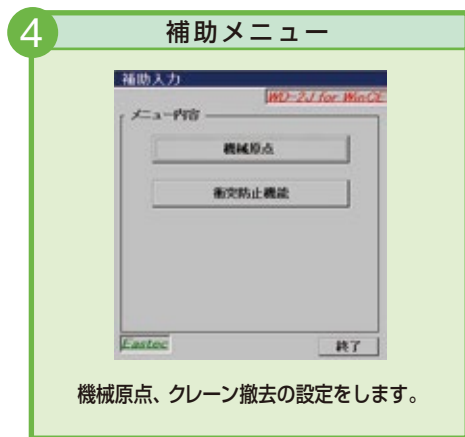 4
補助メニュー
補助入力
WD-2J for WinCE
メニュー内容
機械原点
衝突防止機能
Eastec
終了
機械原点、クレーン撤去の設定をします。